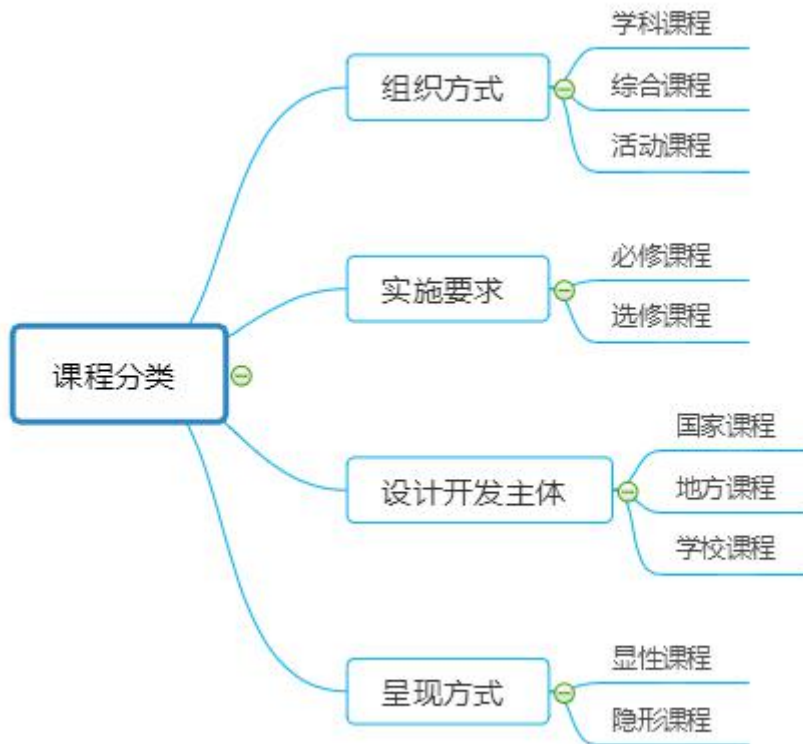 课程分类
组织方式
学科课程
综合课程
活动课程
实施要求
必修课程
选修课程
设计开发主体
国家课程
地方课程
学校课程
呈现方式
显性课程
隐形课程